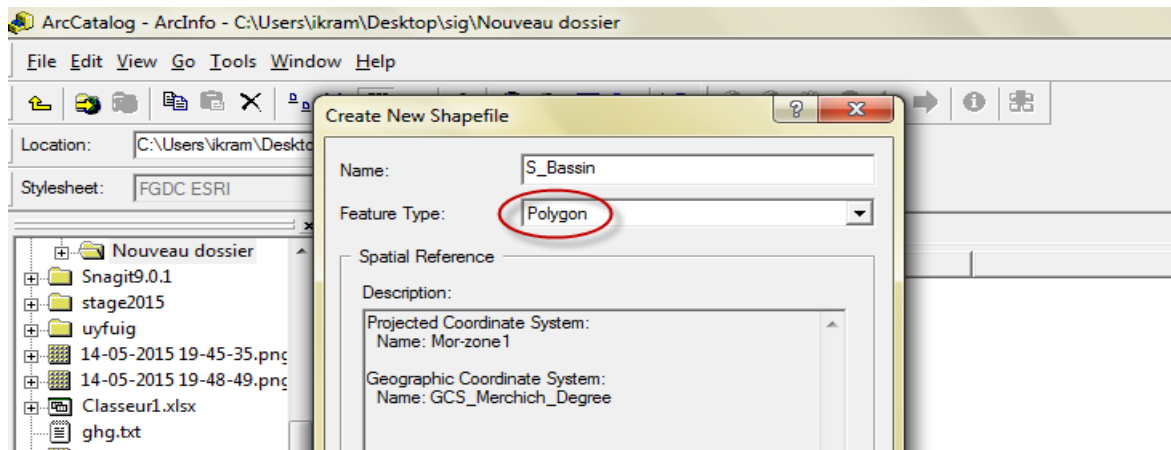 ArcCatalog - ArcInfo - C:\Users\ikram\Desktop\sig\Nouveau dossier
File Edit View Go Tools Window Help
Create New Shapefile
Location: C:\Users\ikram\Deskto
Name: S_Bassin
Stylesheet: FGDC ESRI
Feature Type: Polygon
Nouveau dossier
Spatial Reference
Snagit9.0.1
Description:
stage2015
Projected Coordinate System:
uyfuig
Name: Mor-zone1
14-05-2015 19-45-35.png
14-05-2015 19-48-49.png
Geographic Coordinate System:
Name: GCS_Merchich_Degree
Classeur1.xlsx
ghg.txt